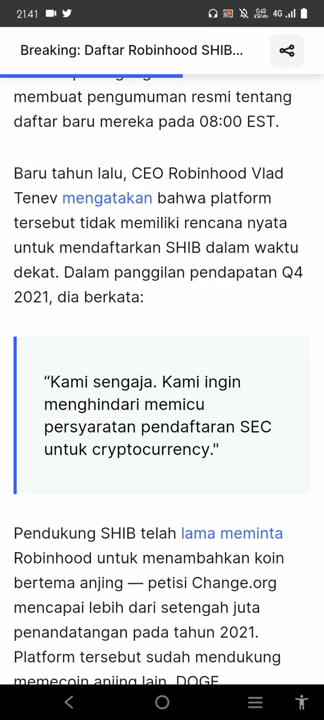 21.41
4G
Breaking: Daftar Robinhood SHIB...
membuat pengumuman resmi tentang
daftar baru mereka pada 08:00 EST.
Baru tahun lalu, CEO Robinhood Vlad
Tenev mengatakan bahwa platform
tersebut tidak memiliki rencana nyata
untuk mendaftarkan SHIB dalam waktu
dekat. Dalam panggilan pendapatan Q4
2021, dia berkata:
“Kami sengaja. Kami ingin
menghindari memicu
persyaratan pendaftaran SEC
untuk cryptocurrency."
Pendukung SHIB telah lama meminta
Robinhood untuk menambahkan koin
bertema anjing — petisi Change.org
mencapai lebih dari setengah juta
penandatangan pada tahun 2021.
Platform tersebut sudah mendukung
memecoin anjing lain, DOGE